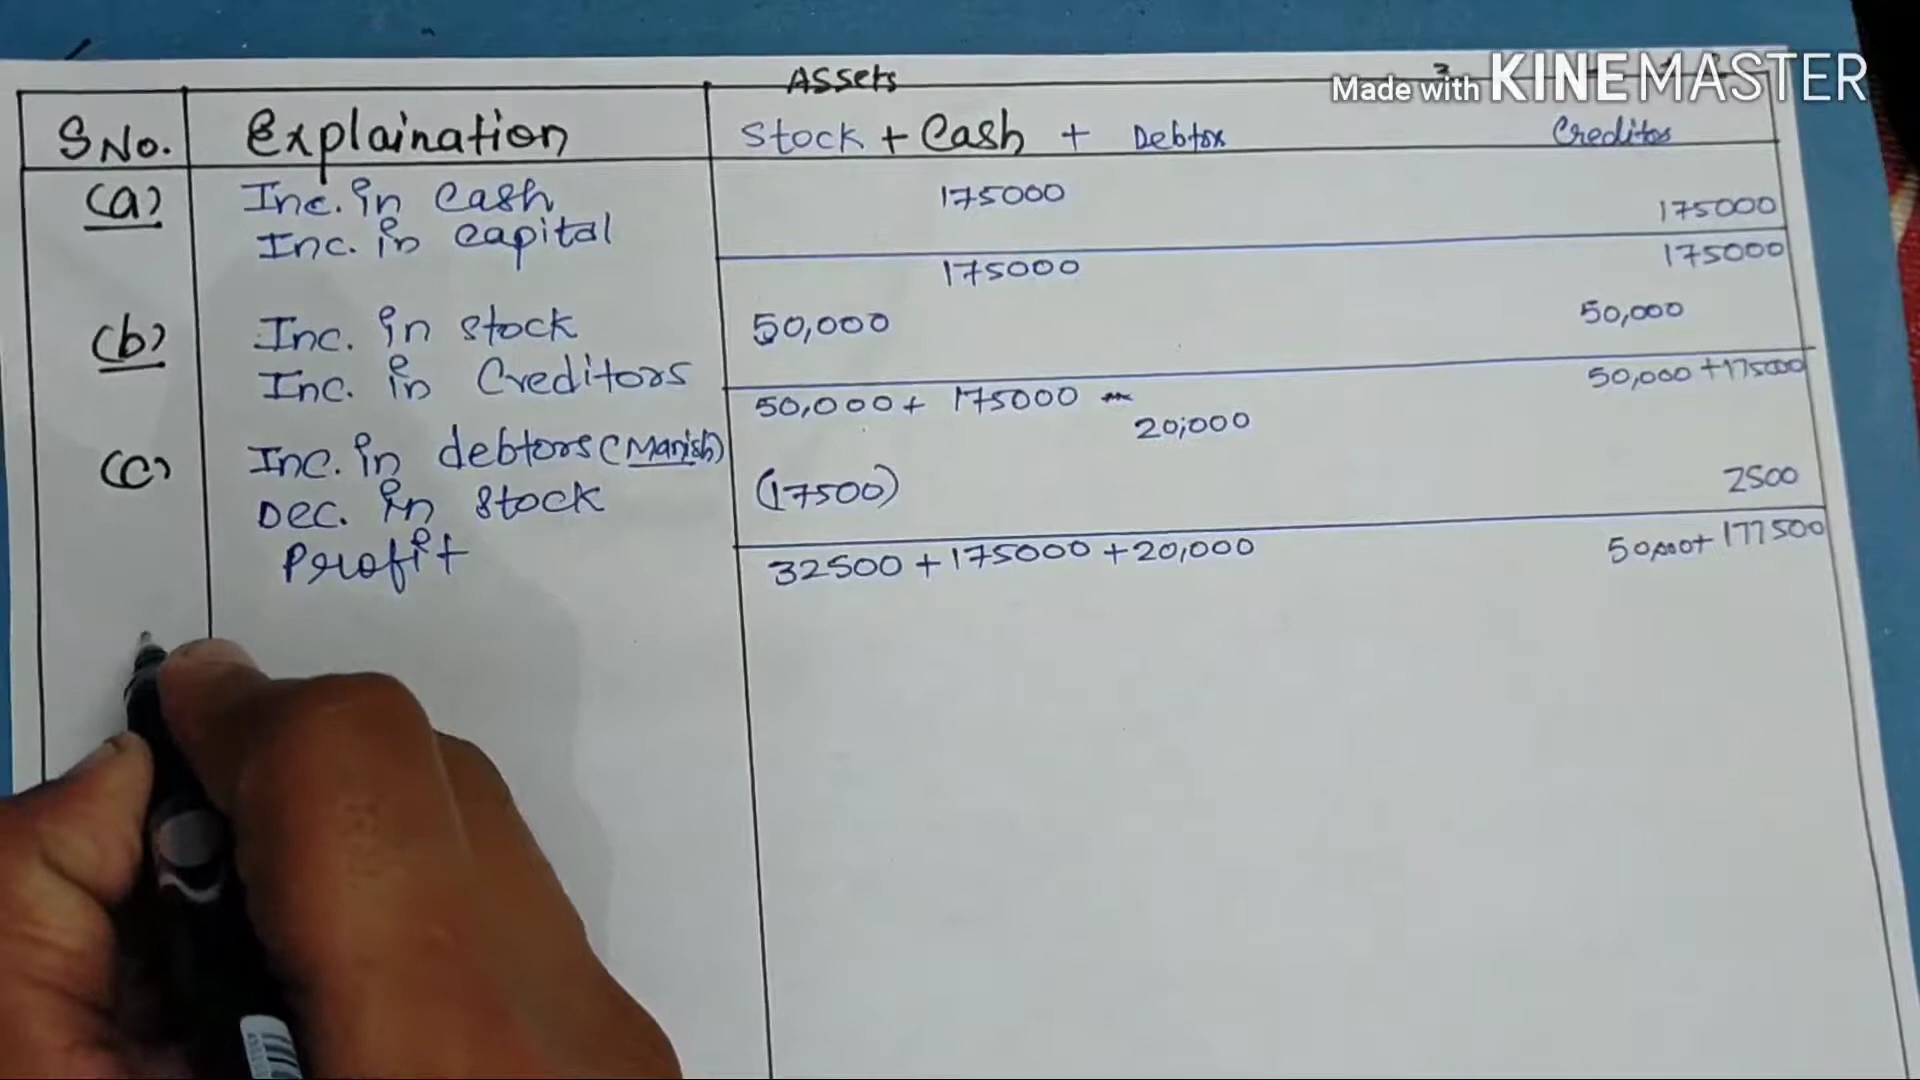 Made with KINEMASTER
Assets
S No. Explaination Stock + Cash + Debtor Creditos
(a) Inc. in cash 175000 175000
Inc. in capital
175000 175000
(b) Inc. in stock 50,000 50,000
Inc. in Creditors
50,000 + 175000 50,000 + 175000
(c) Inc. in debtors (Manish) 20,000
Dec. in stock (17500) 2500
Profit
32500 + 175000 + 20,000 50,000 + 177500